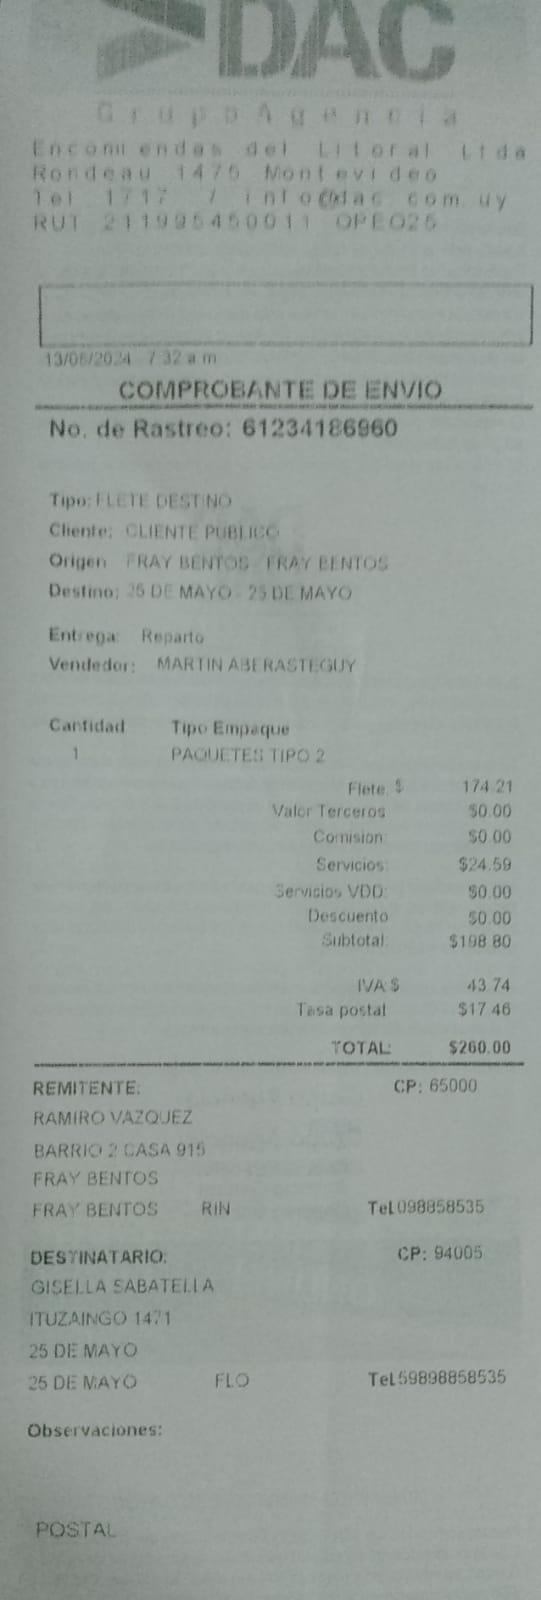 DAC
GrupoAgencia
Encomiendas del Litoral Ltda
Rondeau 1475 Montevideo
Tel 1717 / info@dac.com.uy
RUT 211995450011 OPE025
13/06/2024 7:32 a m
COMPROBANTE DE ENVIO
No. de Rastreo: 61234186960
Tipo: FLETE DESTINO
Cliente: CLIENTE PUBLICO
Origen FRAY BENTOS - FRAY BENTOS
Destino: 25 DE MAYO - 25 DE MAYO
Entrega: Reparto
Vendedor: MARTIN ABERASTEGUY
Cantidad Tipo Empaque
1 PAQUETES TIPO 2
Flete: $ 174.21
Valor Terceros $0.00
Comision: $0.00
Servicios: $24.59
Servicios VDD: $0.00
Descuento $0.00
Subtotal: $198.80
IVA $ 43.74
Tasa postal $17.46
TOTAL: $260.00
REMITENTE: CP: 65000
RAMIRO VAZQUEZ
BARRIO 2 CASA 915
FRAY BENTOS
FRAY BENTOS RIN Tel.098858535
DESTINATARIO: CP: 94005
GISELLA SABATELLA
ITUZAINGO 1471
25 DE MAYO
25 DE MAYO FLO Tel.59898858535
Observaciones:
POSTAL